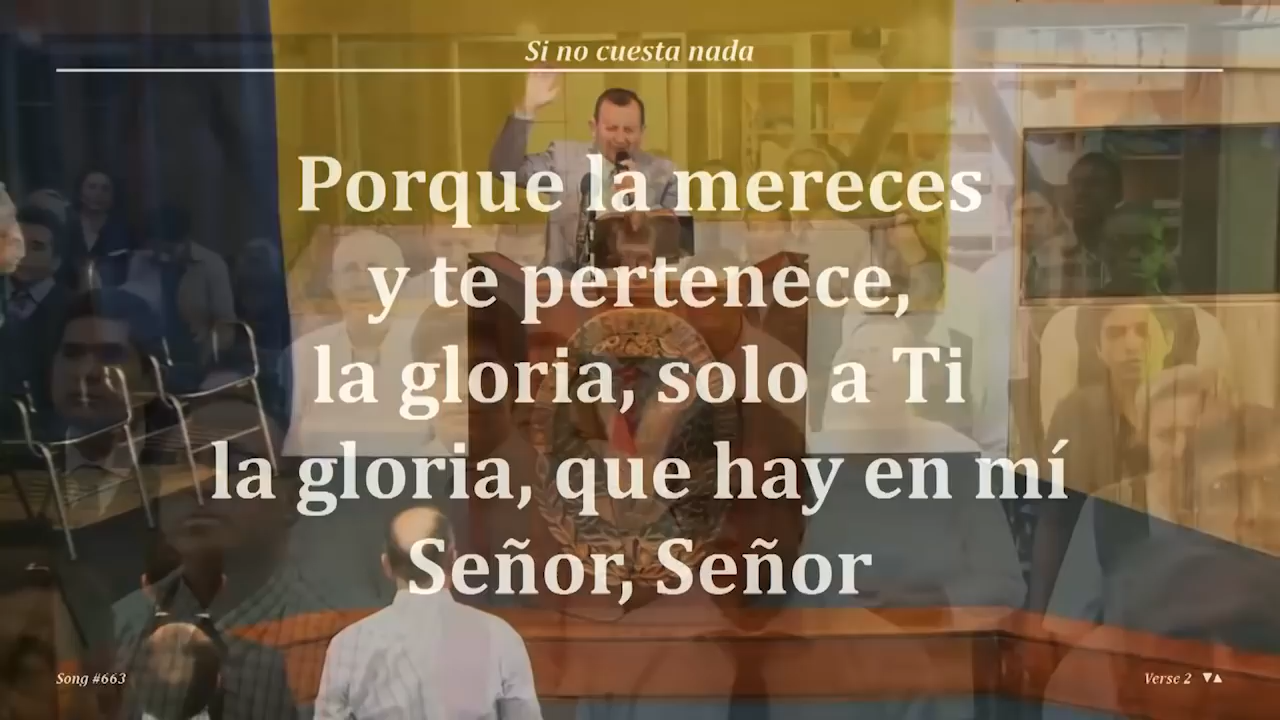 Si no cuesta nada
Porque la mereces
y te pertenece,
la gloria, solo a Ti
la gloria, que hay en mí
Señor, Señor
Song #663
Verse 2 ▼▲